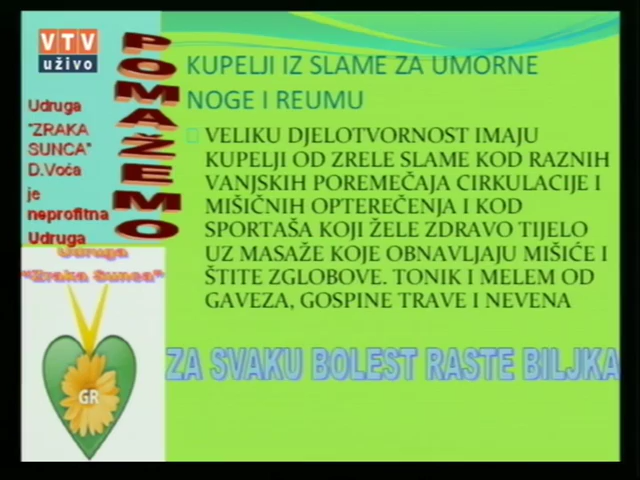 VTV
uživo
POMAŽEMO
Udruga
"ZRAKA
SUNCA"
D.Voća
je
neprofitna
Udruga
Udruga
"Zraka Sunca"
GR
KUPELJI IZ SLAME ZA UMORNE
NOGE I REUMU
VELIKU DJELOTVORNOST IMAJU
KUPELJI OD ZRELE SLAME KOD RAZNIH
VANJSKIH POREMEČAJA CIRKULACIJE I
MIŠIČNIH OPTEREČENJA I KOD
SPORTAŠA KOJI ŽELE ZDRAVO TIJELO
UZ MASAŽE KOJE OBNAVLJAJU MIŠIĆE I
ŠTITE ZGLOBOVE. TONIK I MELEM OD
GAVEZA, GOSPINE TRAVE I NEVENA
ZA SVAKU BOLEST RASTE BILJKA